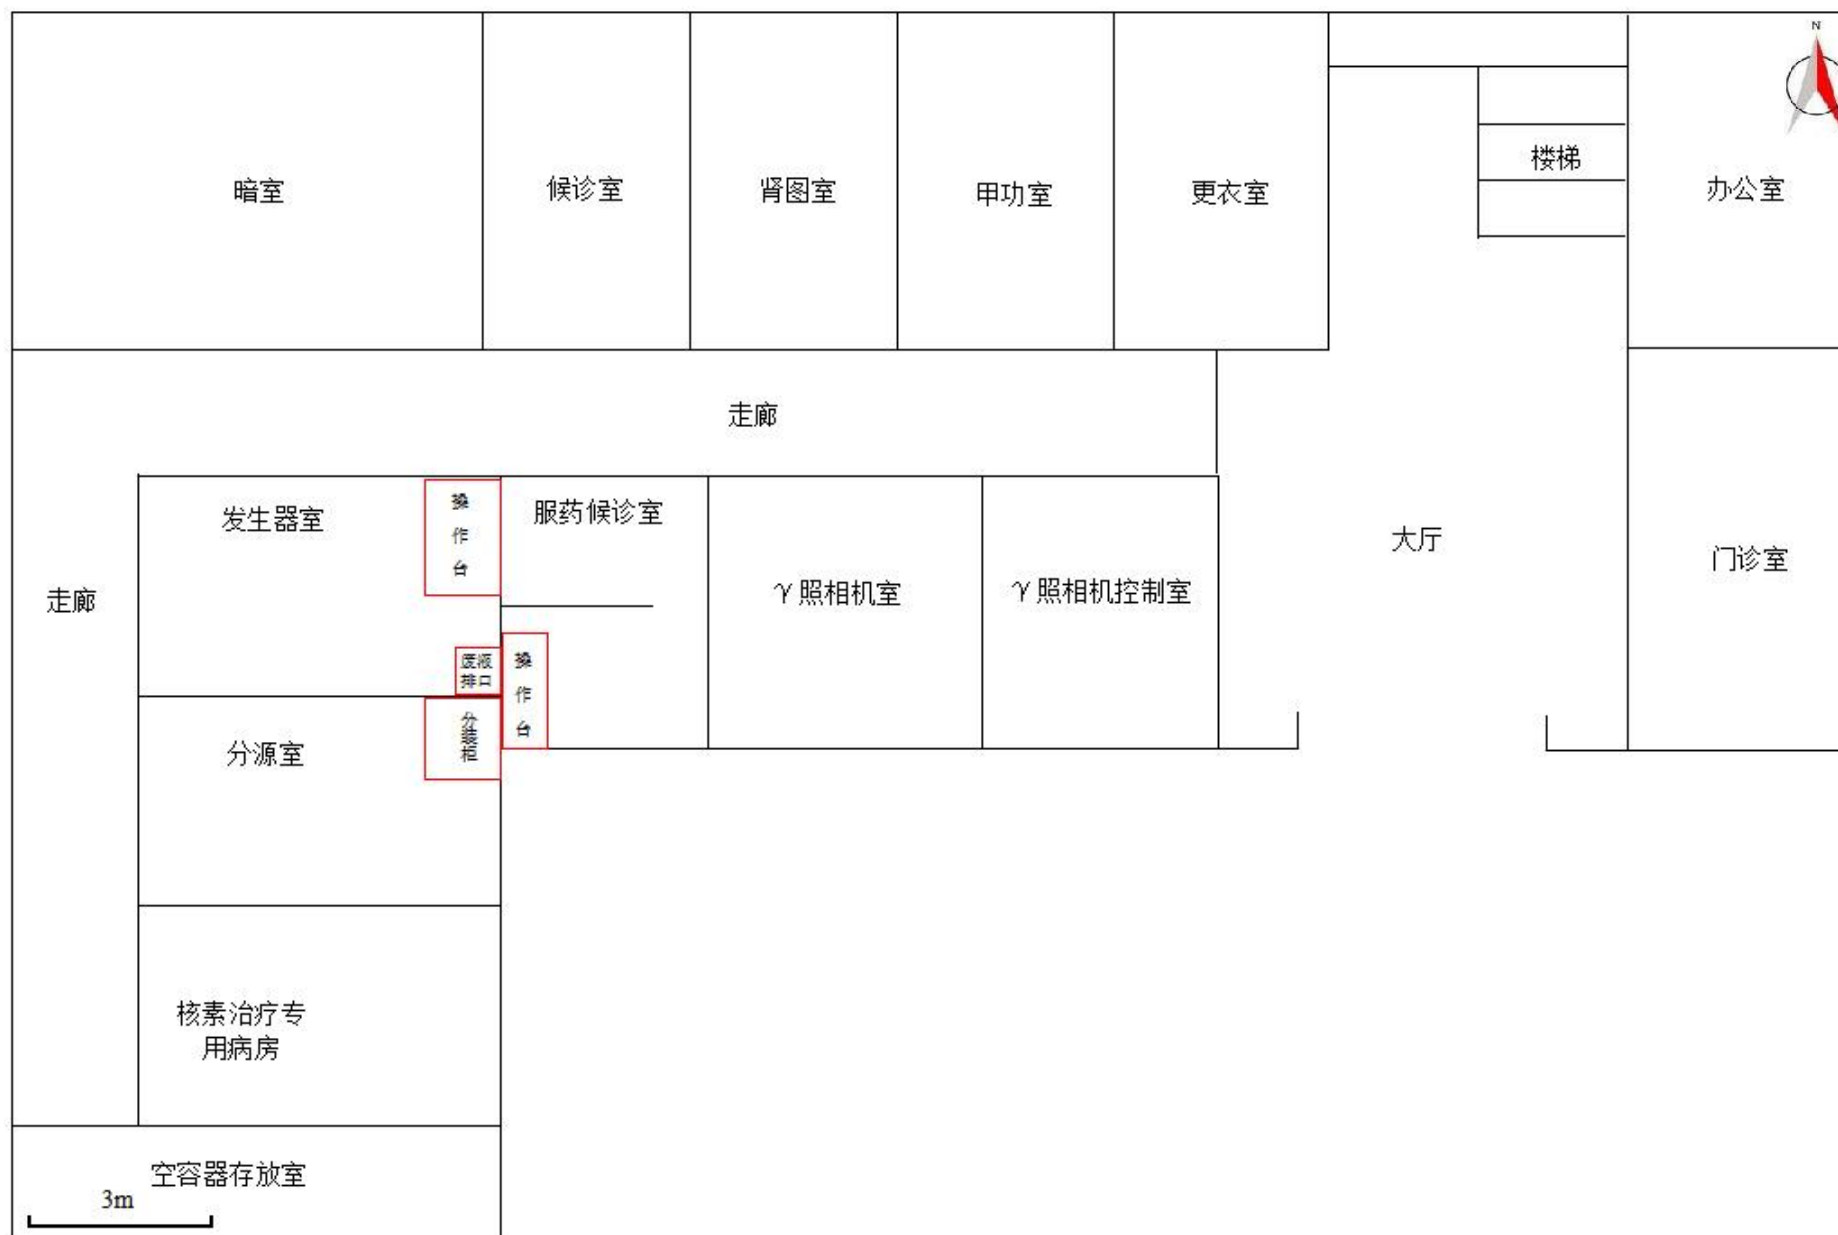 N
暗室
候诊室
肾图室
甲功室
更衣室
楼梯
办公室
走廊
发生器室
操作台
服药候诊室
γ照相机室
γ照相机控制室
大厅
门诊室
走廊
废液
排口
操作台
分源室
分装柜
核素治疗专
用病房
空容器存放室
3m